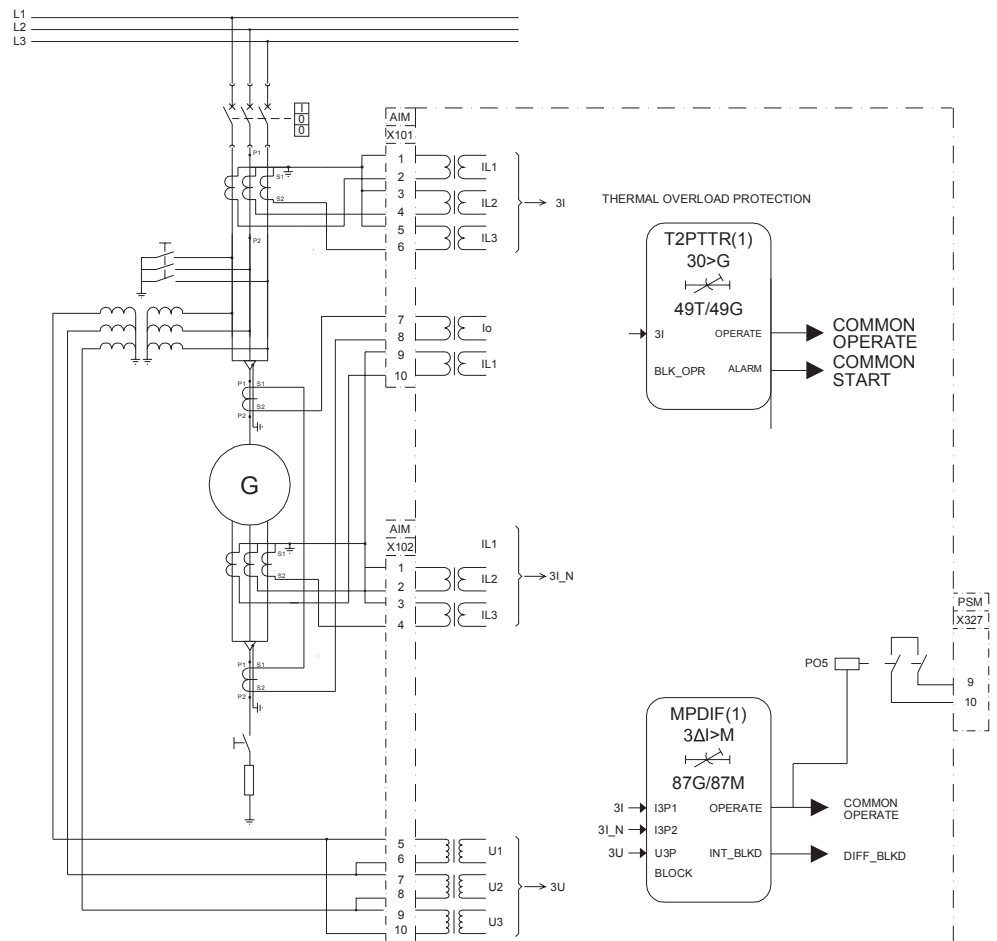 L1
L2
L3
I
0
0
P1
S1
S2
P2
AIM
X101
1
2
3
4
5
6
IL1
IL2
IL3
3I
7
8
9
10
Io
IL1
THERMAL OVERLOAD PROTECTION
T2PTTR(1)
30>G
49T/49G
3I
OPERATE
BLK_OPR
ALARM
COMMON
OPERATE
COMMON
START
P1
S1
S2
P2
G
AIM
X102
S1
S2
1
2
3
4
IL1
IL2
IL3
3I_N
P1
S1
S2
P2
PSM
X327
9
10
PO5
MPDIF(1)
3ΔI>M
87G/87M
3I
I3P1
OPERATE
3I_N
I3P2
3U
U3P
INT_BLKD
BLOCK
COMMON
OPERATE
DIFF_BLKD
5
6
7
8
9
10
U1
U2
U3
3U